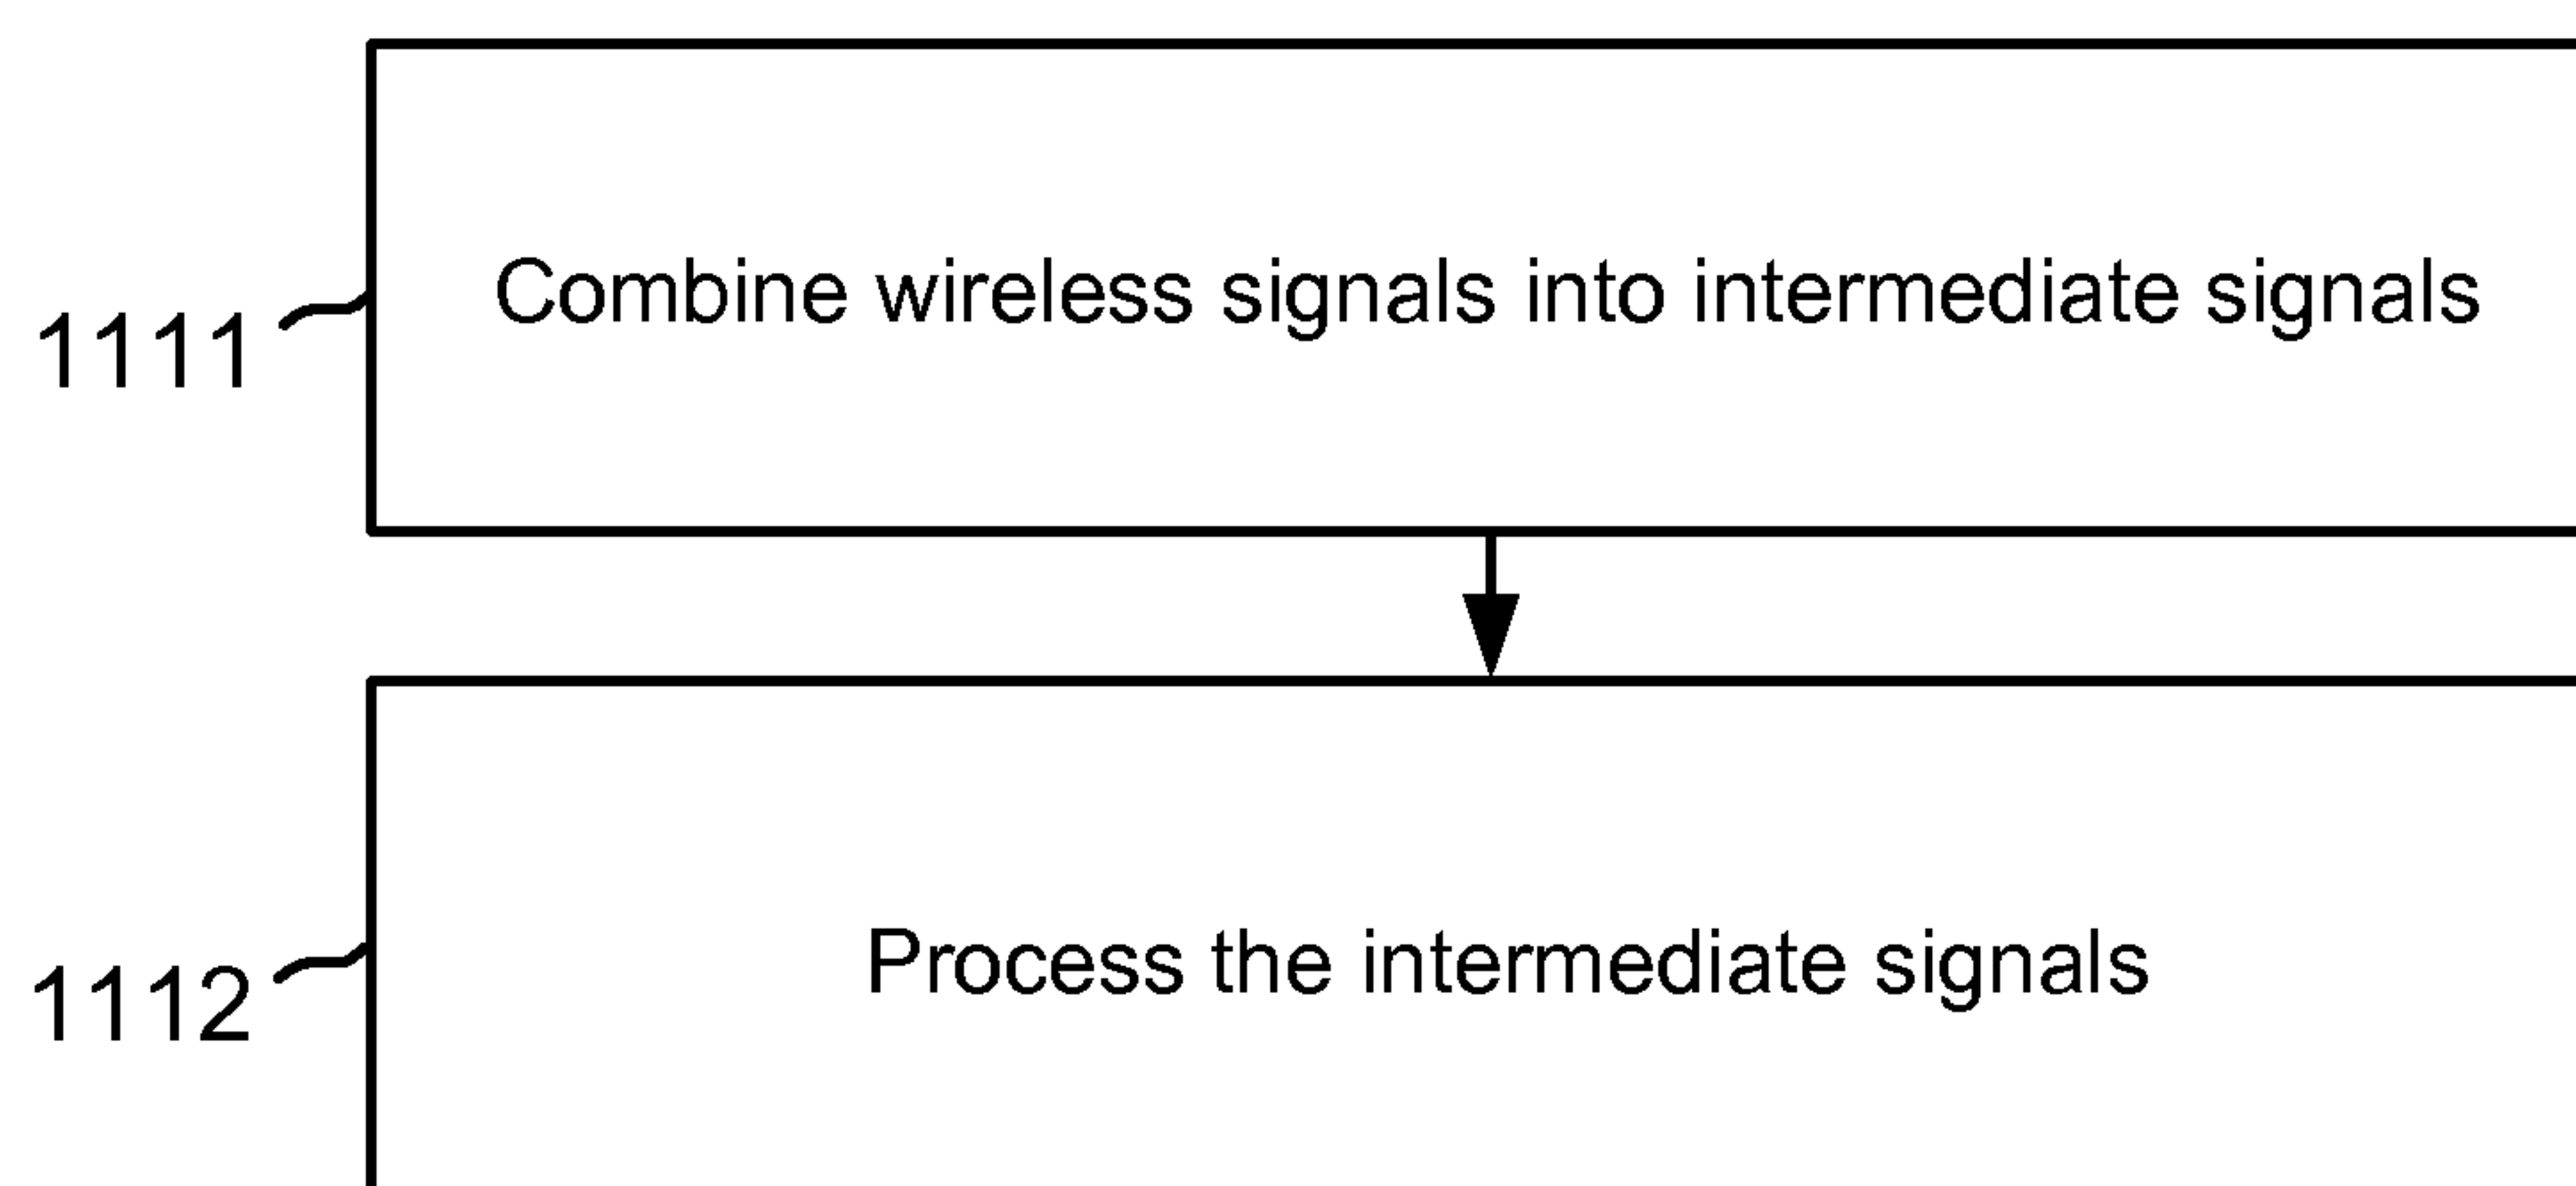 Combine wireless signals into intermediate signals
1111
Process the intermediate signals
1112